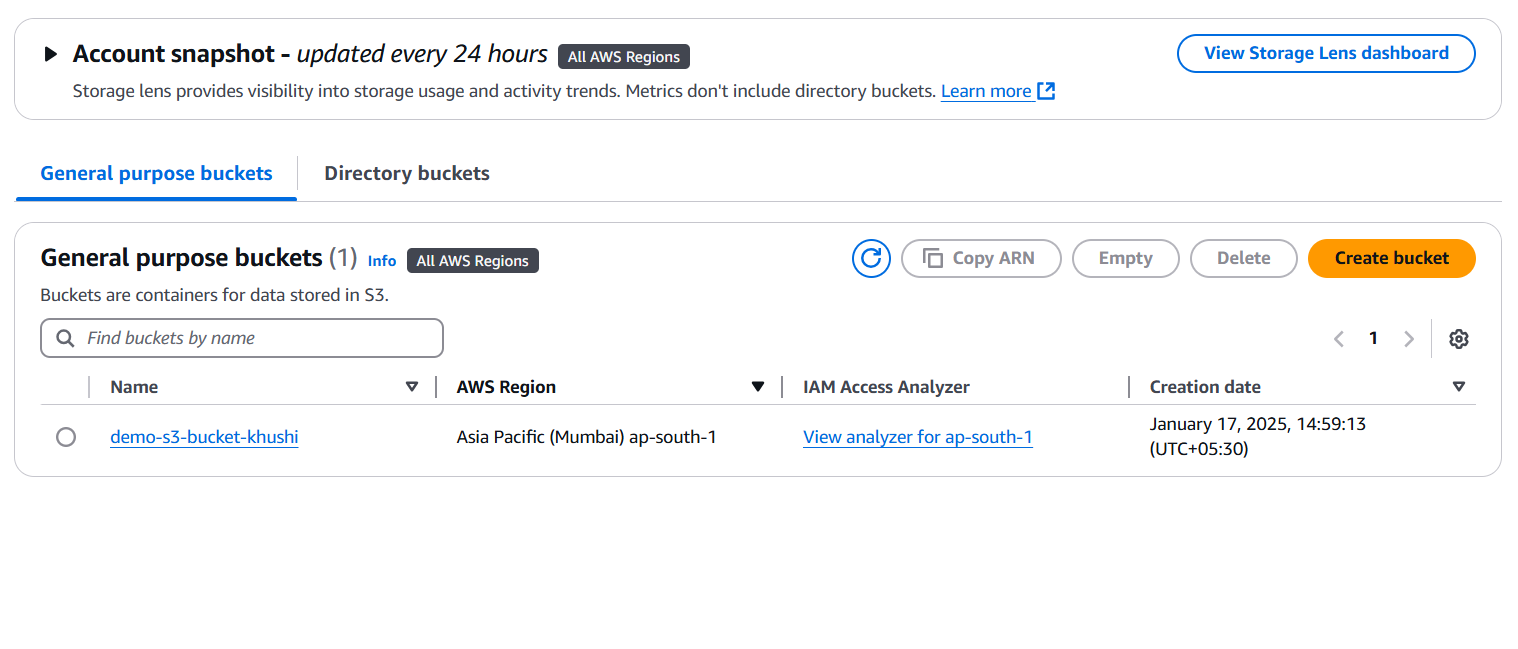 Account snapshot - updated every 24 hours All AWS Regions View Storage Lens dashboard
Storage lens provides visibility into storage usage and activity trends. Metrics don't include directory buckets. Learn more
General purpose buckets Directory buckets
General purpose buckets (1) Info All AWS Regions Copy ARN Empty Delete Create bucket
Buckets are containers for data stored in S3.
Find buckets by name 1
Name AWS Region IAM Access Analyzer Creation date
demo-s3-bucket-khushi Asia Pacific (Mumbai) ap-south-1 View analyzer for ap-south-1 January 17, 2025, 14:59:13
(UTC+05:30)